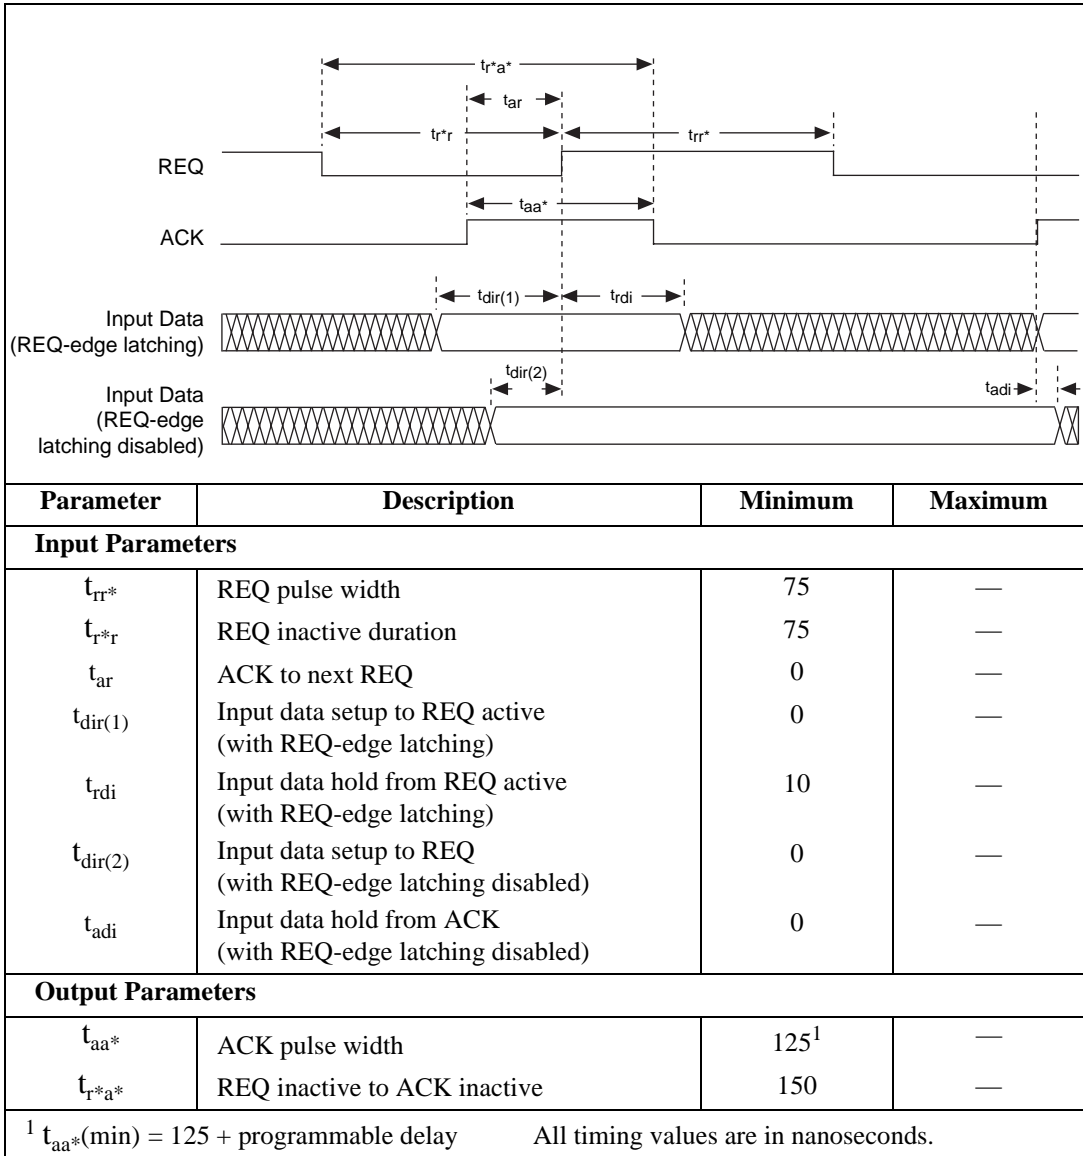 tr*a*
tar
tr*r trr*
REQ
taa*
ACK
tdir(1) trdi
Input Data
(REQ-edge latching)
tdir(2)
tadi
Input Data
(REQ-edge
latching disabled)
Parameter Description Minimum Maximum
Input Parameters
trr* REQ pulse width 75 —
tr*r REQ inactive duration 75 —
tar ACK to next REQ 0 —
tdir(1) Input data setup to REQ active 0 —
(with REQ-edge latching)
trdi Input data hold from REQ active 10 —
(with REQ-edge latching)
tdir(2) Input data setup to REQ 0 —
(with REQ-edge latching disabled)
tadi Input data hold from ACK 0 —
(with REQ-edge latching disabled)
Output Parameters
taa* ACK pulse width 125¹ —
tr*a* REQ inactive to ACK inactive 150 —
¹ taa*(min) = 125 + programmable delay All timing values are in nanoseconds.